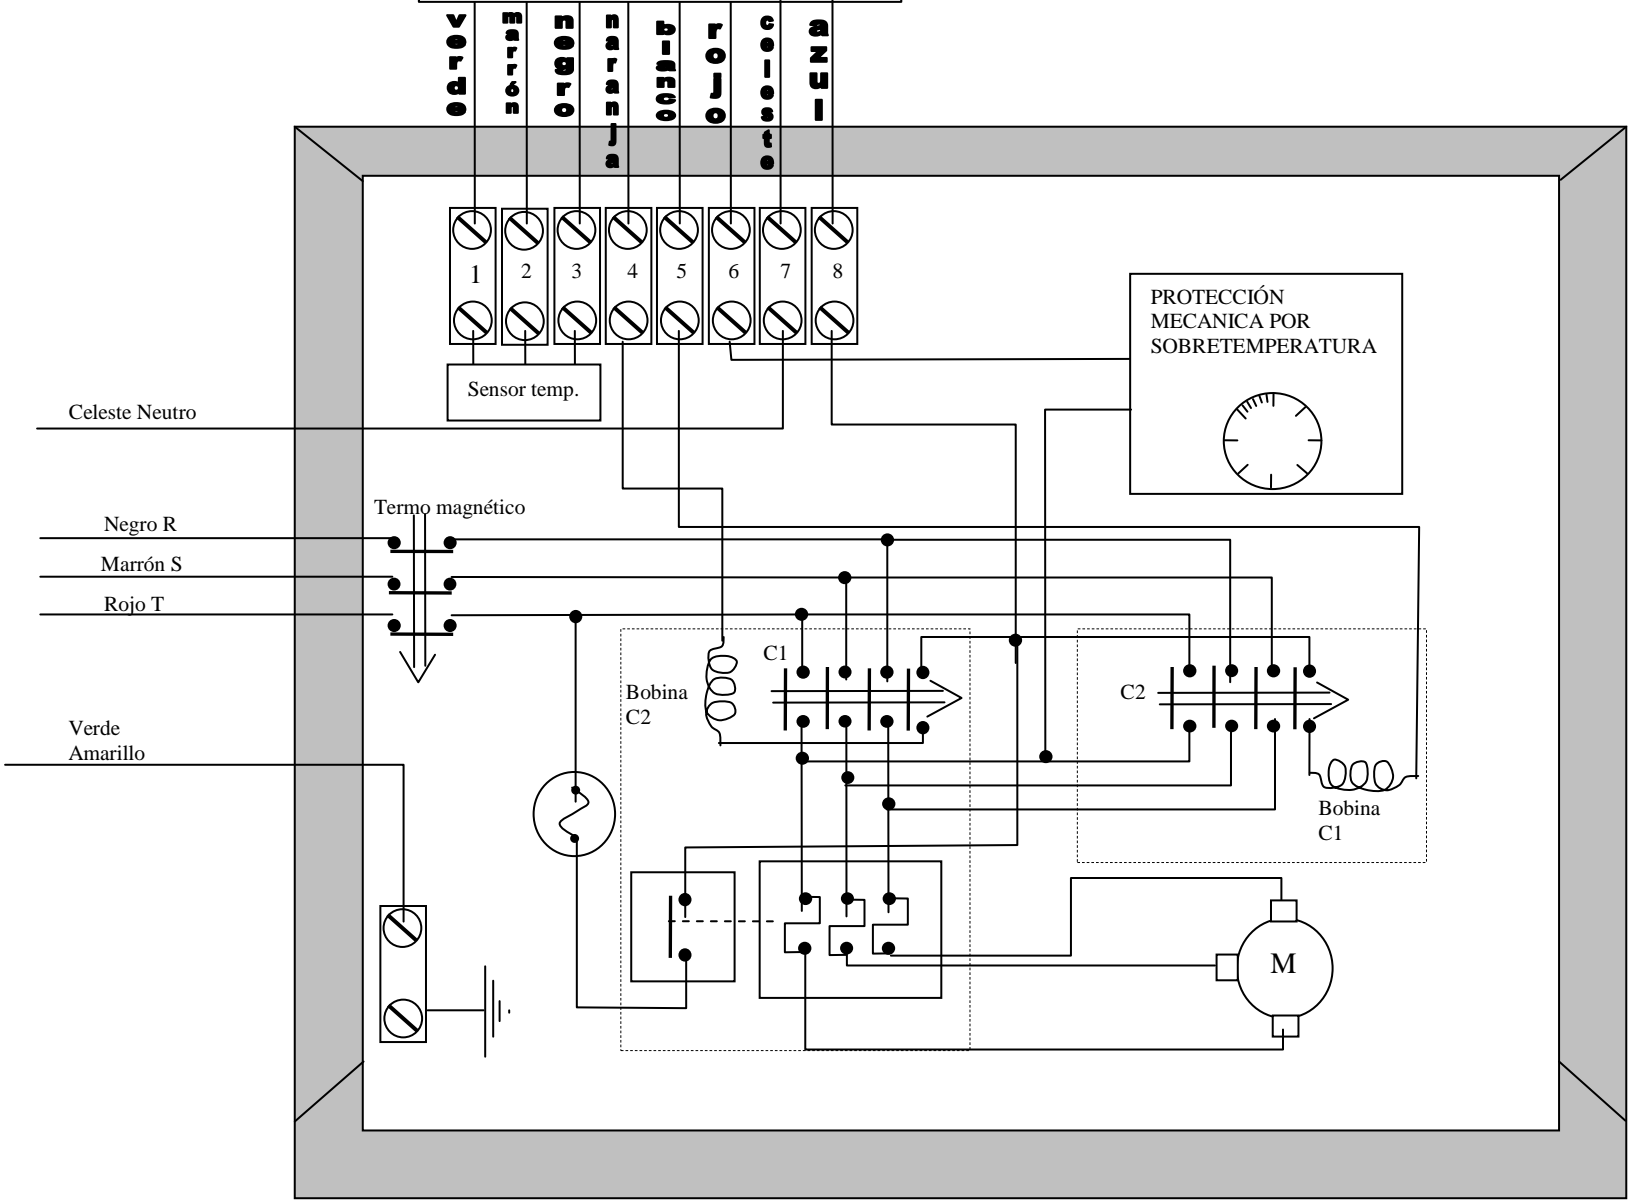 verde
marrón
negro
naranja
blanco
rojo
celeste
azul
1
2
3
4
5
6
7
8
PROTECCIÓN
MECANICA POR
SOBRETEMPERATURA
Sensor temp.
Celeste Neutro
Termo magnético
Negro R
Marrón S
Rojo T
C1
Bobina
C2
C2
Verde
Amarillo
Bobina
C1
M